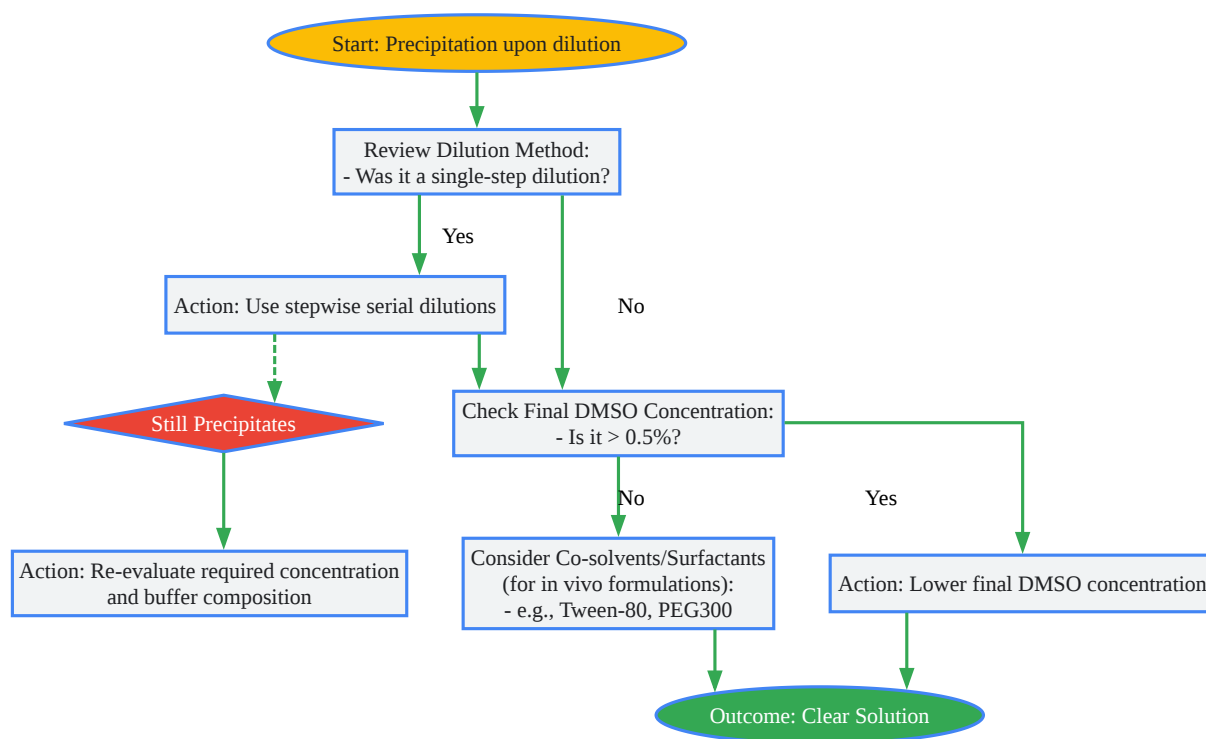 Start: Precipitation upon dilution
Review Dilution Method:
- Was it a single-step dilution?
Yes
Action: Use stepwise serial dilutions
No
Still Precipitates
Check Final DMSO Concentration:
- Is it > 0.5%?
No
Yes
Action: Re-evaluate required concentration
and buffer composition
Consider Co-solvents/Surfactants
(for in vivo formulations):
- e.g., Tween-80, PEG300
Action: Lower final DMSO concentration
Outcome: Clear Solution